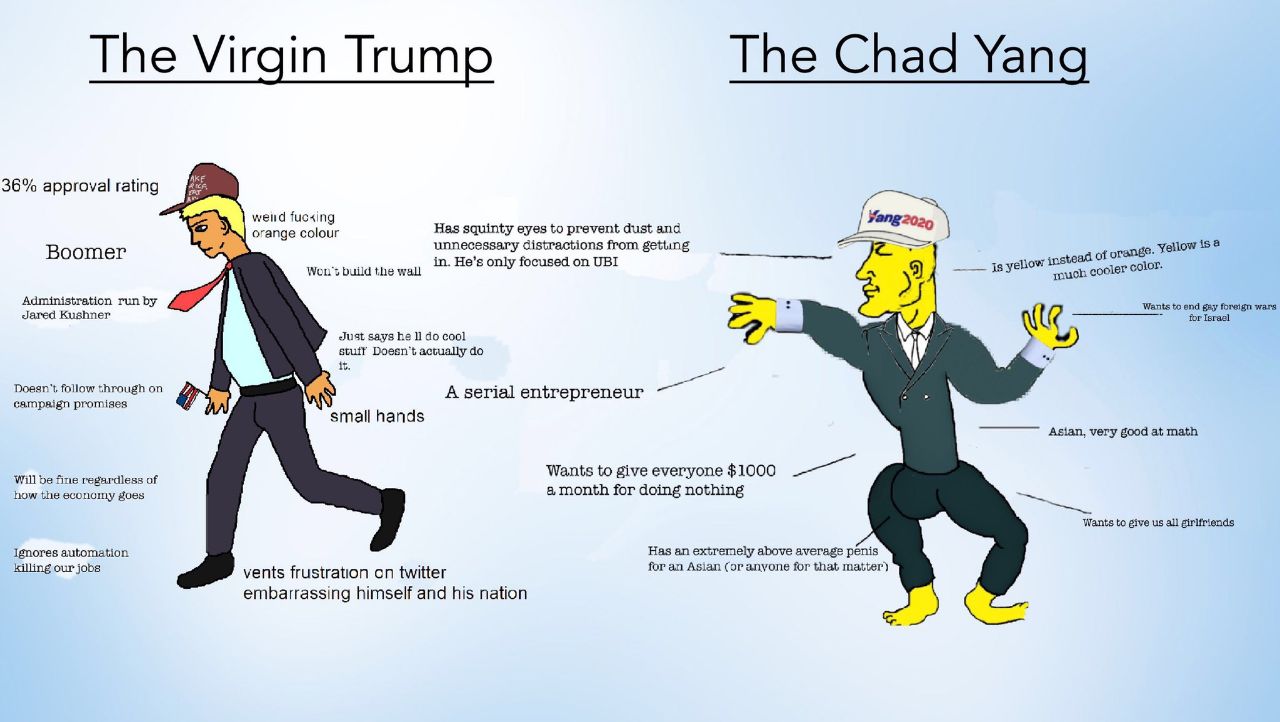 The Virgin Trump
The Chad Yang
36% approval rating
Boomer
Administration run by
Jared Kushner
Doesn't follow through on
campaign promises
Will be fine regardless of
how the economy goes
Ignores automation
killing our jobs
weird fucking
orange colour
Won't build the wall
Just says he ll do cool
stuff Doesn't actually do
it.
small hands
vents frustration on twitter
embarrassing himself and his nation
Has squinty eyes to prevent dust and
unnecessary distractions from getting
in. He's only focused on UBI
A serial entrepreneur
Wants to give everyone $1000
a month for doing nothing
Has an extremely above average penis
for an Asian (or anyone for that matter)
Yang2020
Is yellow instead of orange. Yellow is a
much cooler color.
Wants to end gay foreign wars
for Israel
Asian, very good at math
Wants to give us all girlfriends